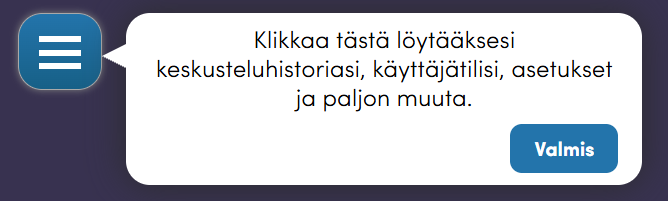 Klikkaa tästä löytääksesi
keskusteluhistoriasi, käyttäjätilisi, asetukset
ja paljon muuta.
Valmis